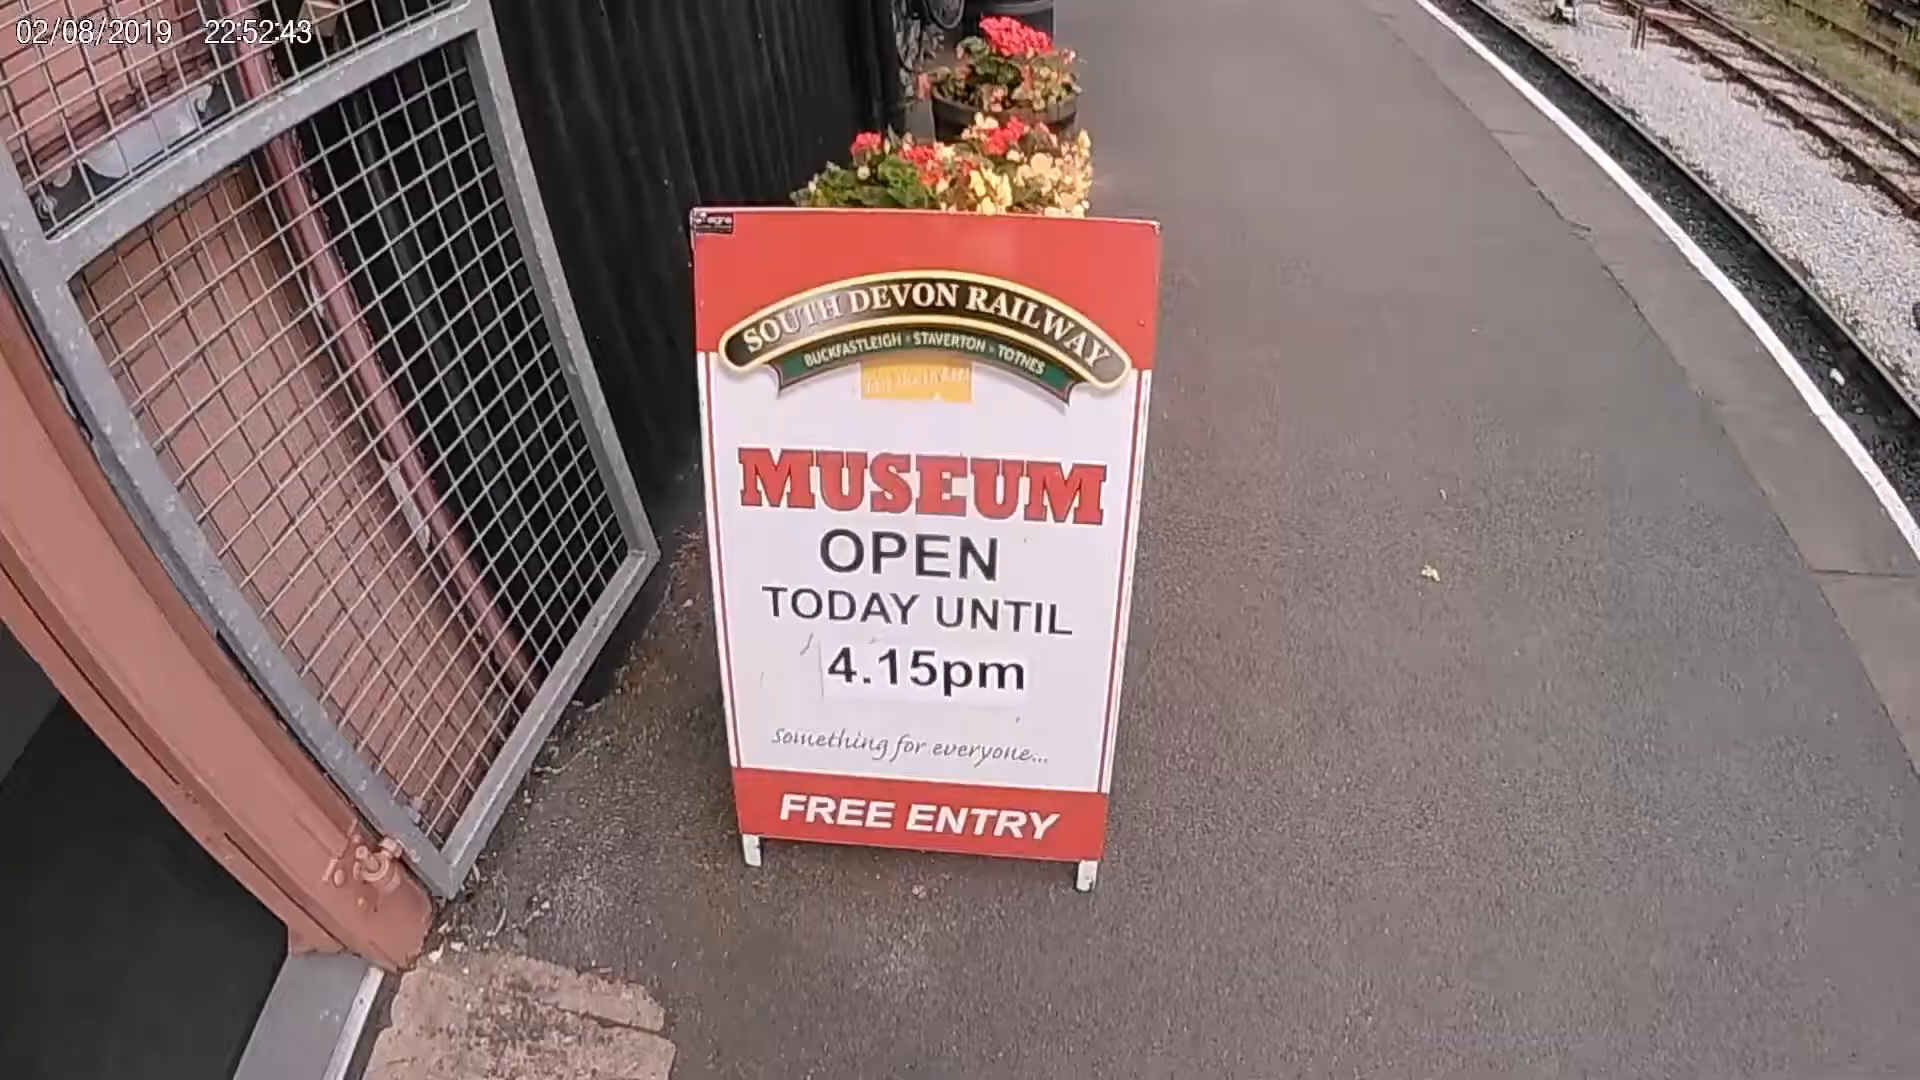 02/08/2019 22:52:43
SOUTH DEVON RAILWAY
BUCKFASTLEIGH · STAVERTON · TOTNES
MUSEUM
OPEN
TODAY UNTIL
4.15pm
something for everyone...
FREE ENTRY